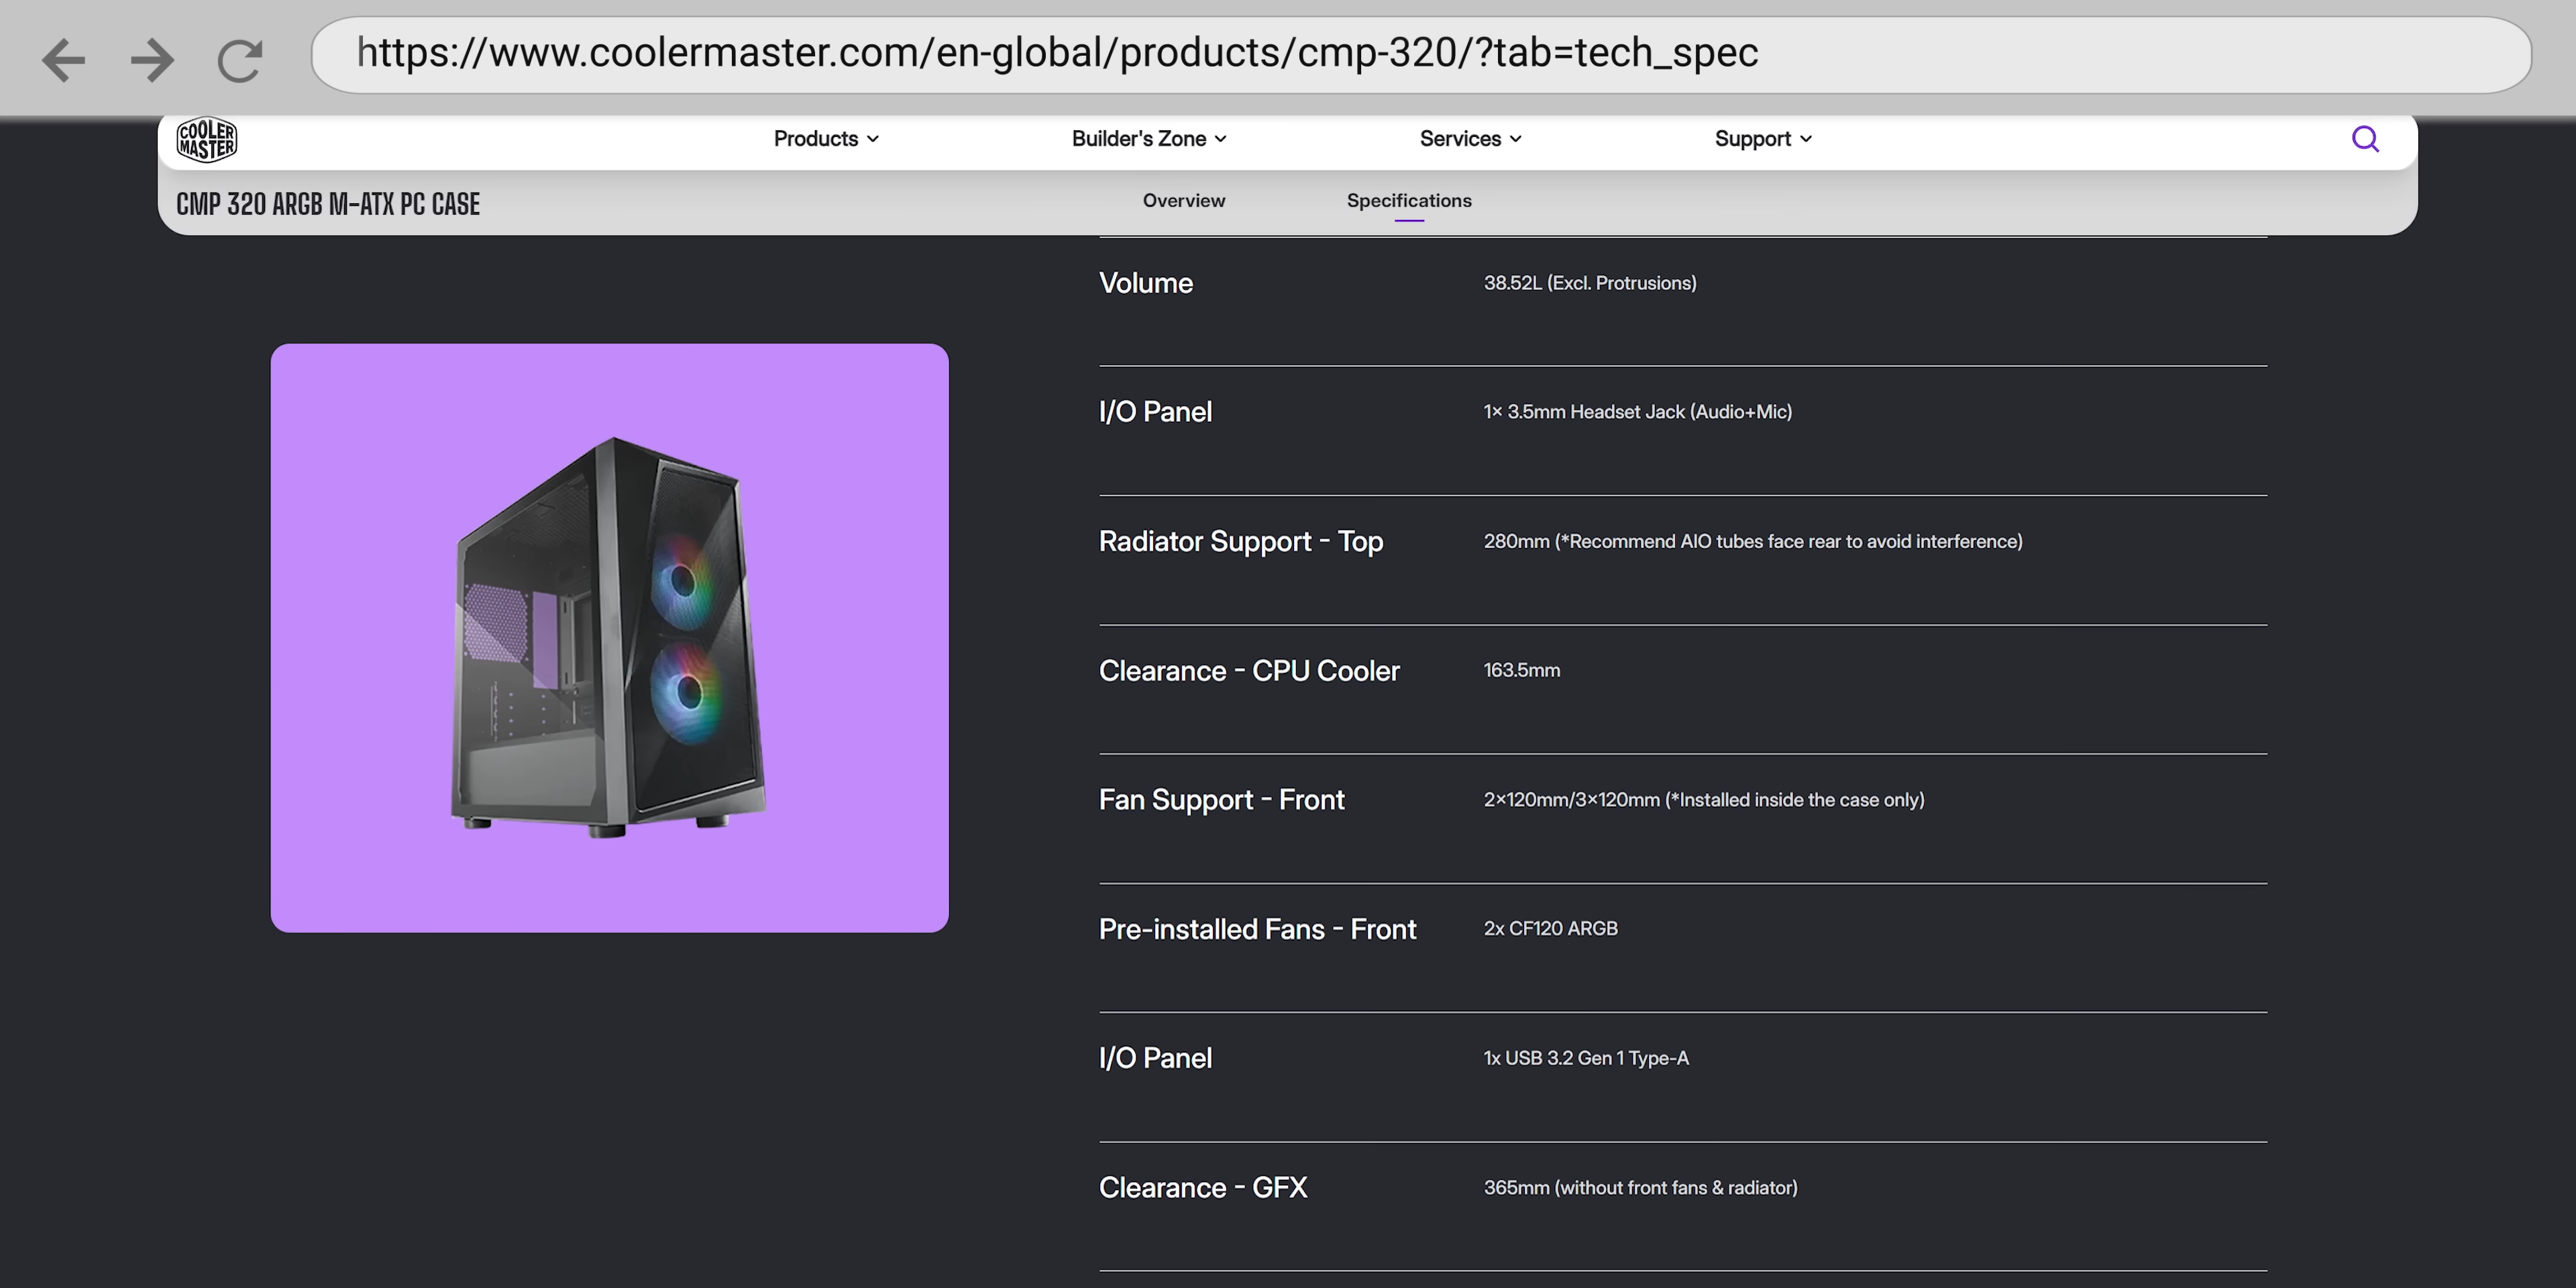 https://www.coolermaster.com/en-global/products/cmp-320/?tab=tech_spec
COOLER MASTER
Products
Builder's Zone
Services
Support
CMP 320 ARGB M-ATX PC CASE
Overview
Specifications
Volume 38.52L (Excl. Protrusions)
I/O Panel 1× 3.5mm Headset Jack (Audio+Mic)
Radiator Support - Top 280mm (*Recommend AIO tubes face rear to avoid interference)
Clearance - CPU Cooler 163.5mm
Fan Support - Front 2×120mm/3×120mm (*Installed inside the case only)
Pre-installed Fans - Front 2x CF120 ARGB
I/O Panel 1x USB 3.2 Gen 1 Type-A
Clearance - GFX 365mm (without front fans & radiator)